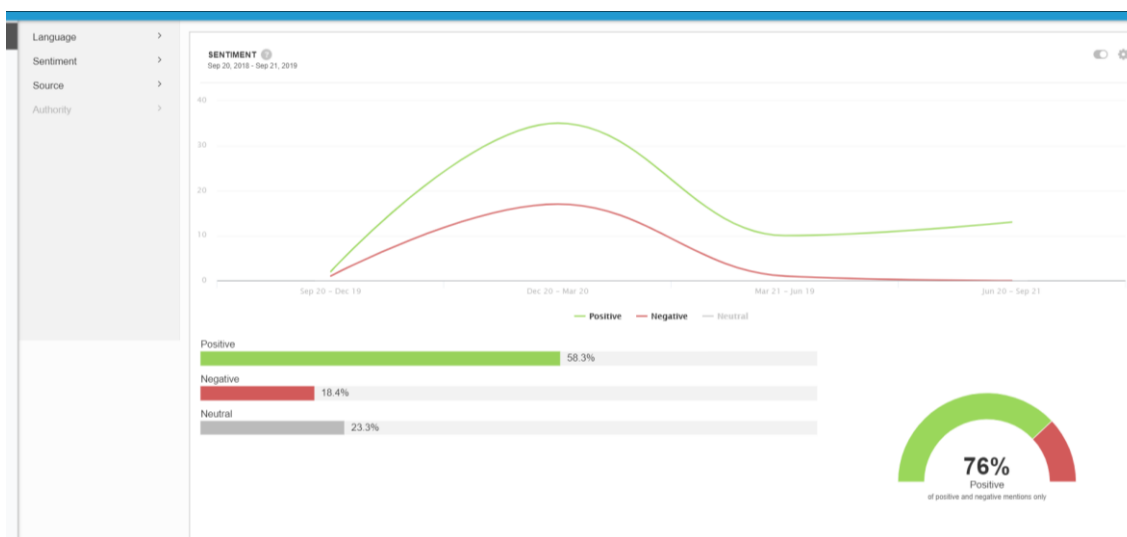 Language
Sentiment
Source
Authority
SENTIMENT ?
Sep 20, 2018 - Sep 21, 2019
40
30
20
10
0
Sep 20 – Dec 19
Dec 20 – Mar 20
Mar 21 – Jun 19
Jun 20 – Sep 21
Positive
Negative
Neutral
Positive
58.3%
Negative
18.4%
Neutral
23.3%
76%
Positive
of positive and negative mentions only